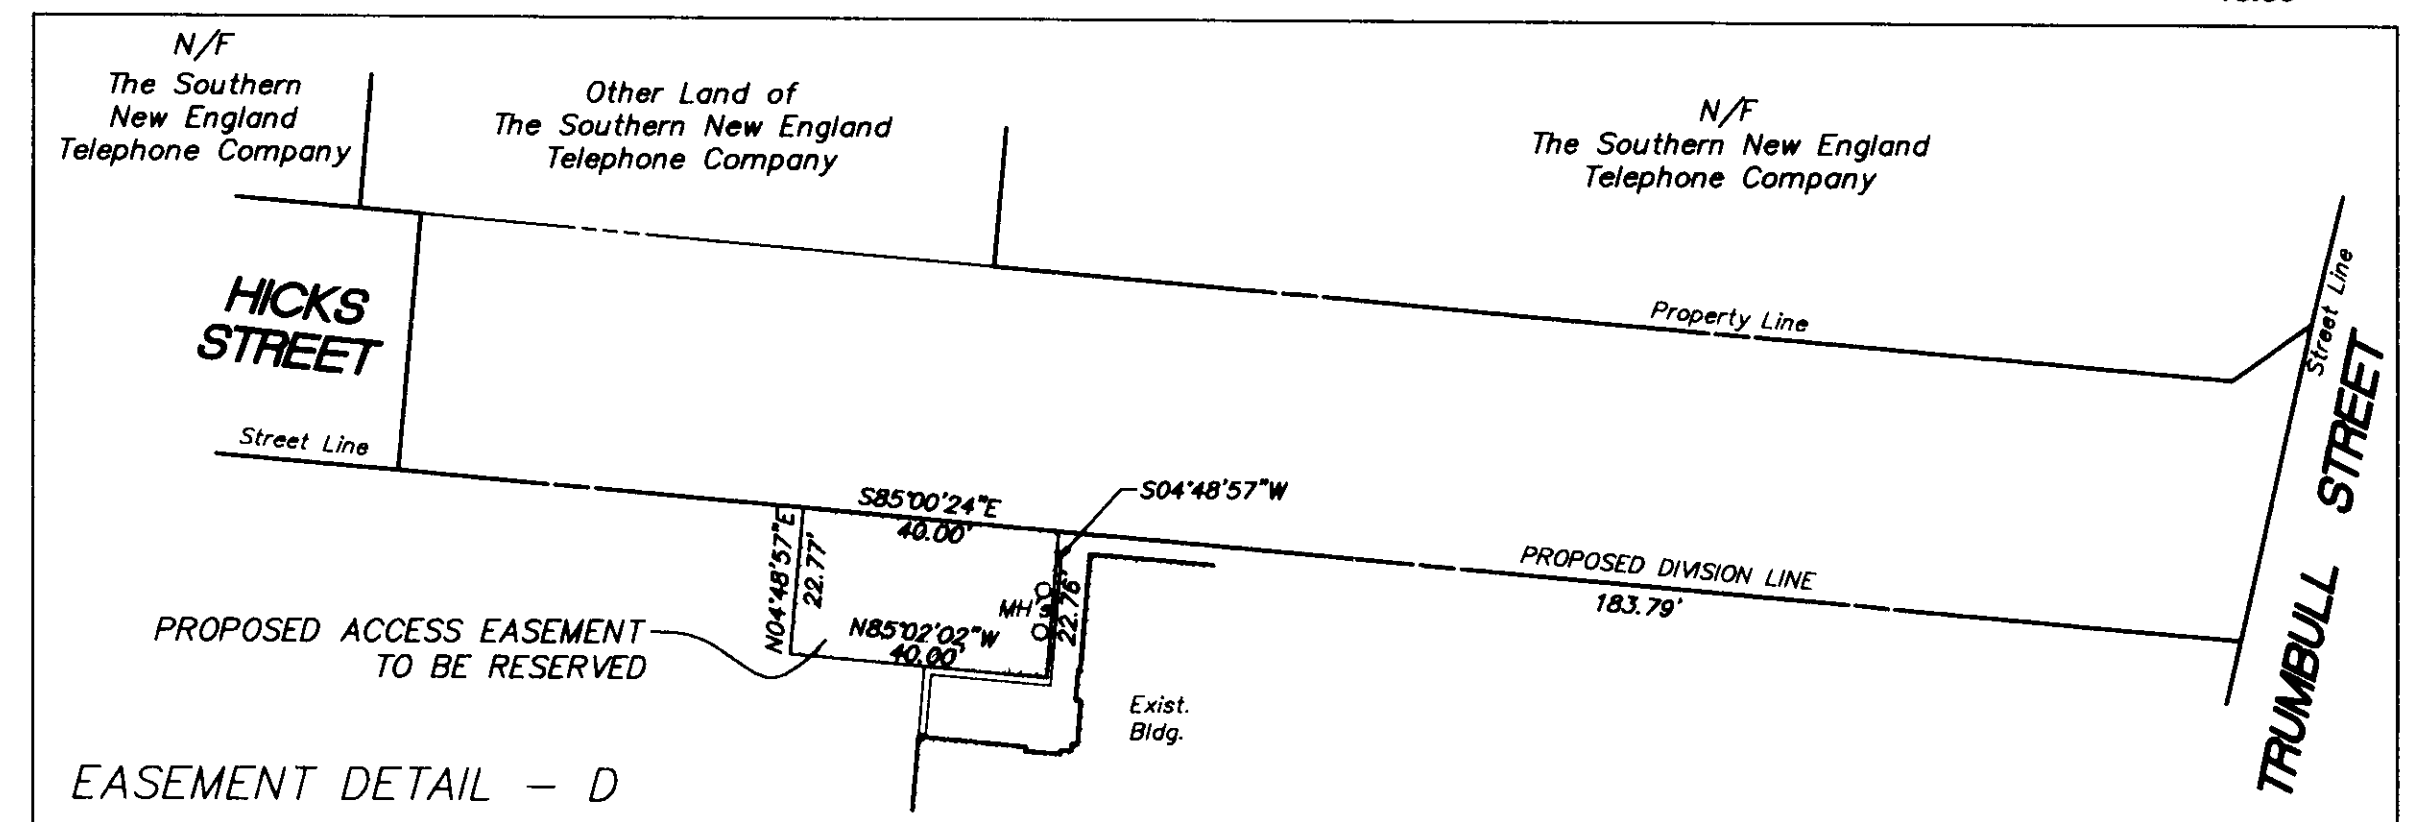 N/F
The Southern
New England
Telephone Company
Other Land of
The Southern New England
Telephone Company
N/F
The Southern New England
Telephone Company
HICKS
STREET
Property Line
Street Line
TRUMBULL STREET
Street Line
S85°00'24"E
40.00'
S04°48'57"W
22.76'
N04°48'57"E
22.77'
MH's
N85°02'02"W
40.00'
PROPOSED DIVISION LINE
183.79'
PROPOSED ACCESS EASEMENT
TO BE RESERVED
Exist.
Bldg.
EASEMENT DETAIL - D